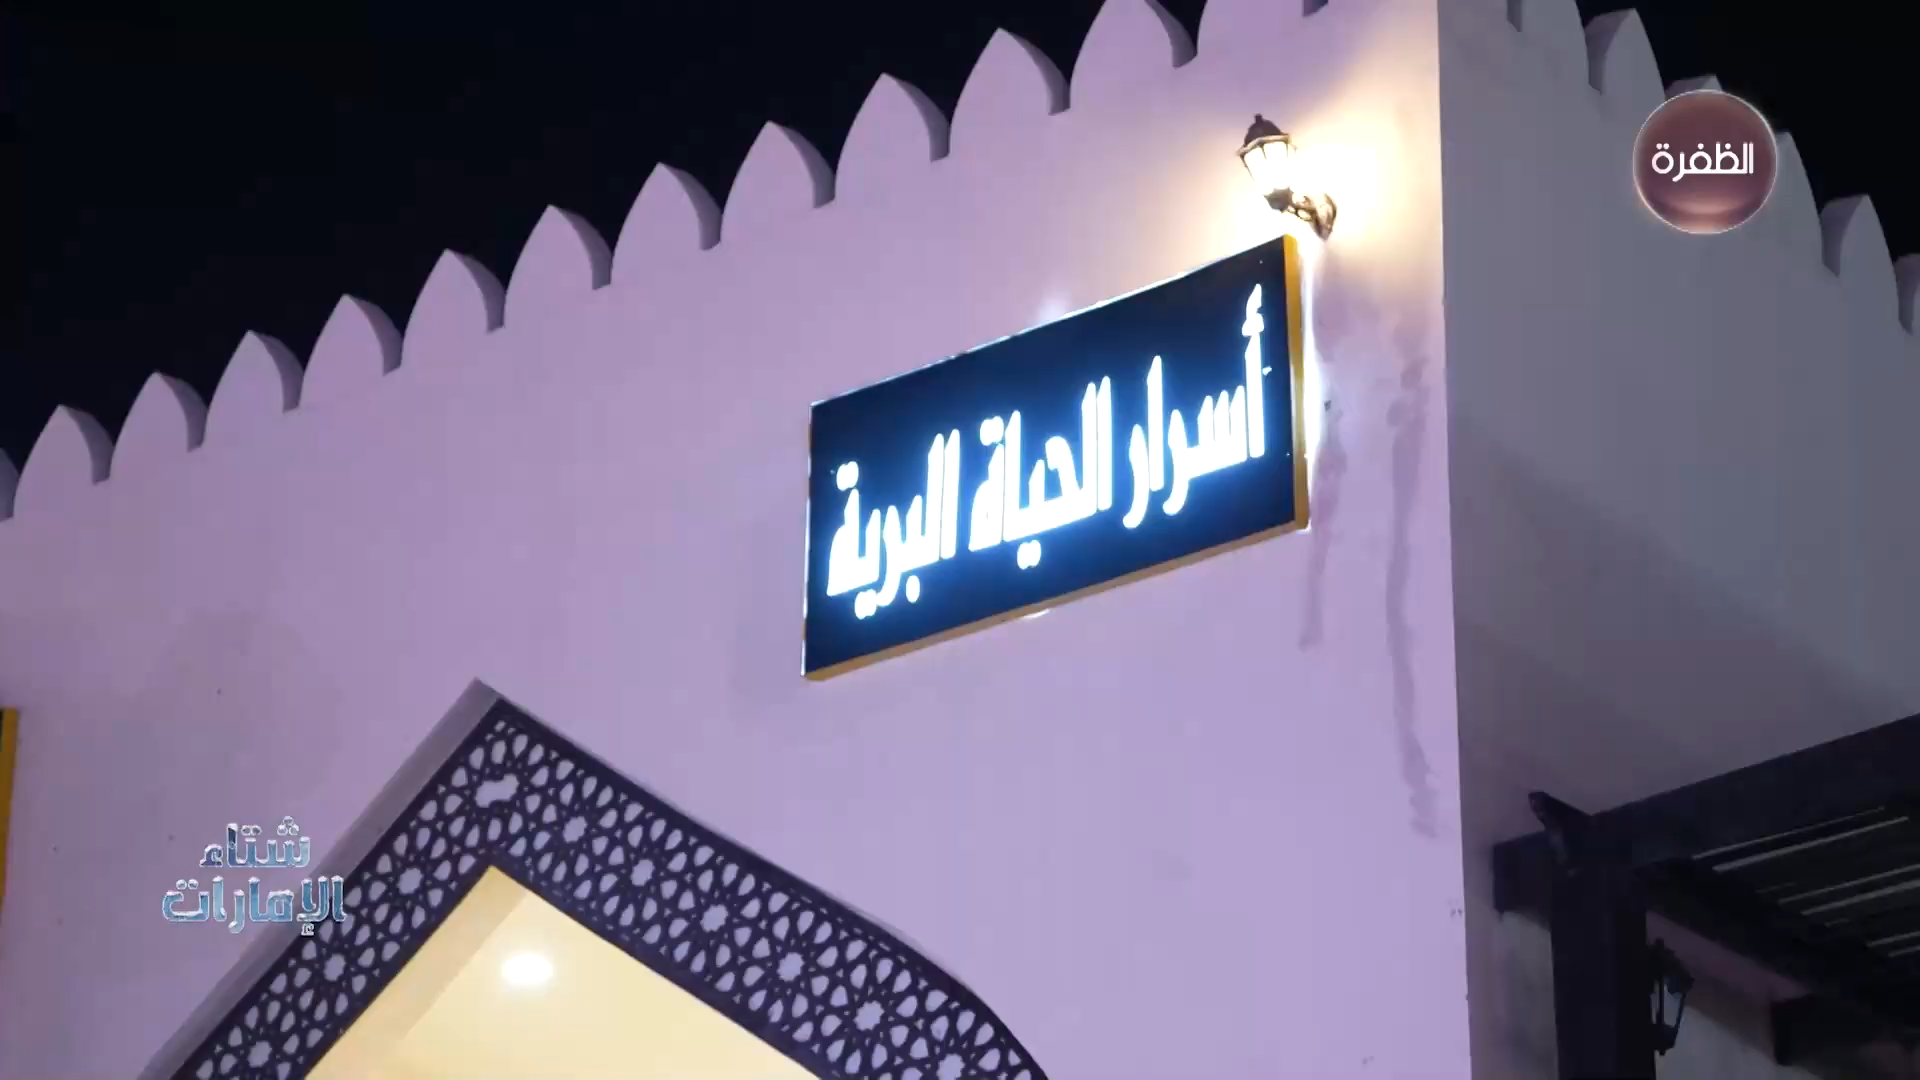 الظفرة
أسرار الحياة البرية
شتاء
الإمارات